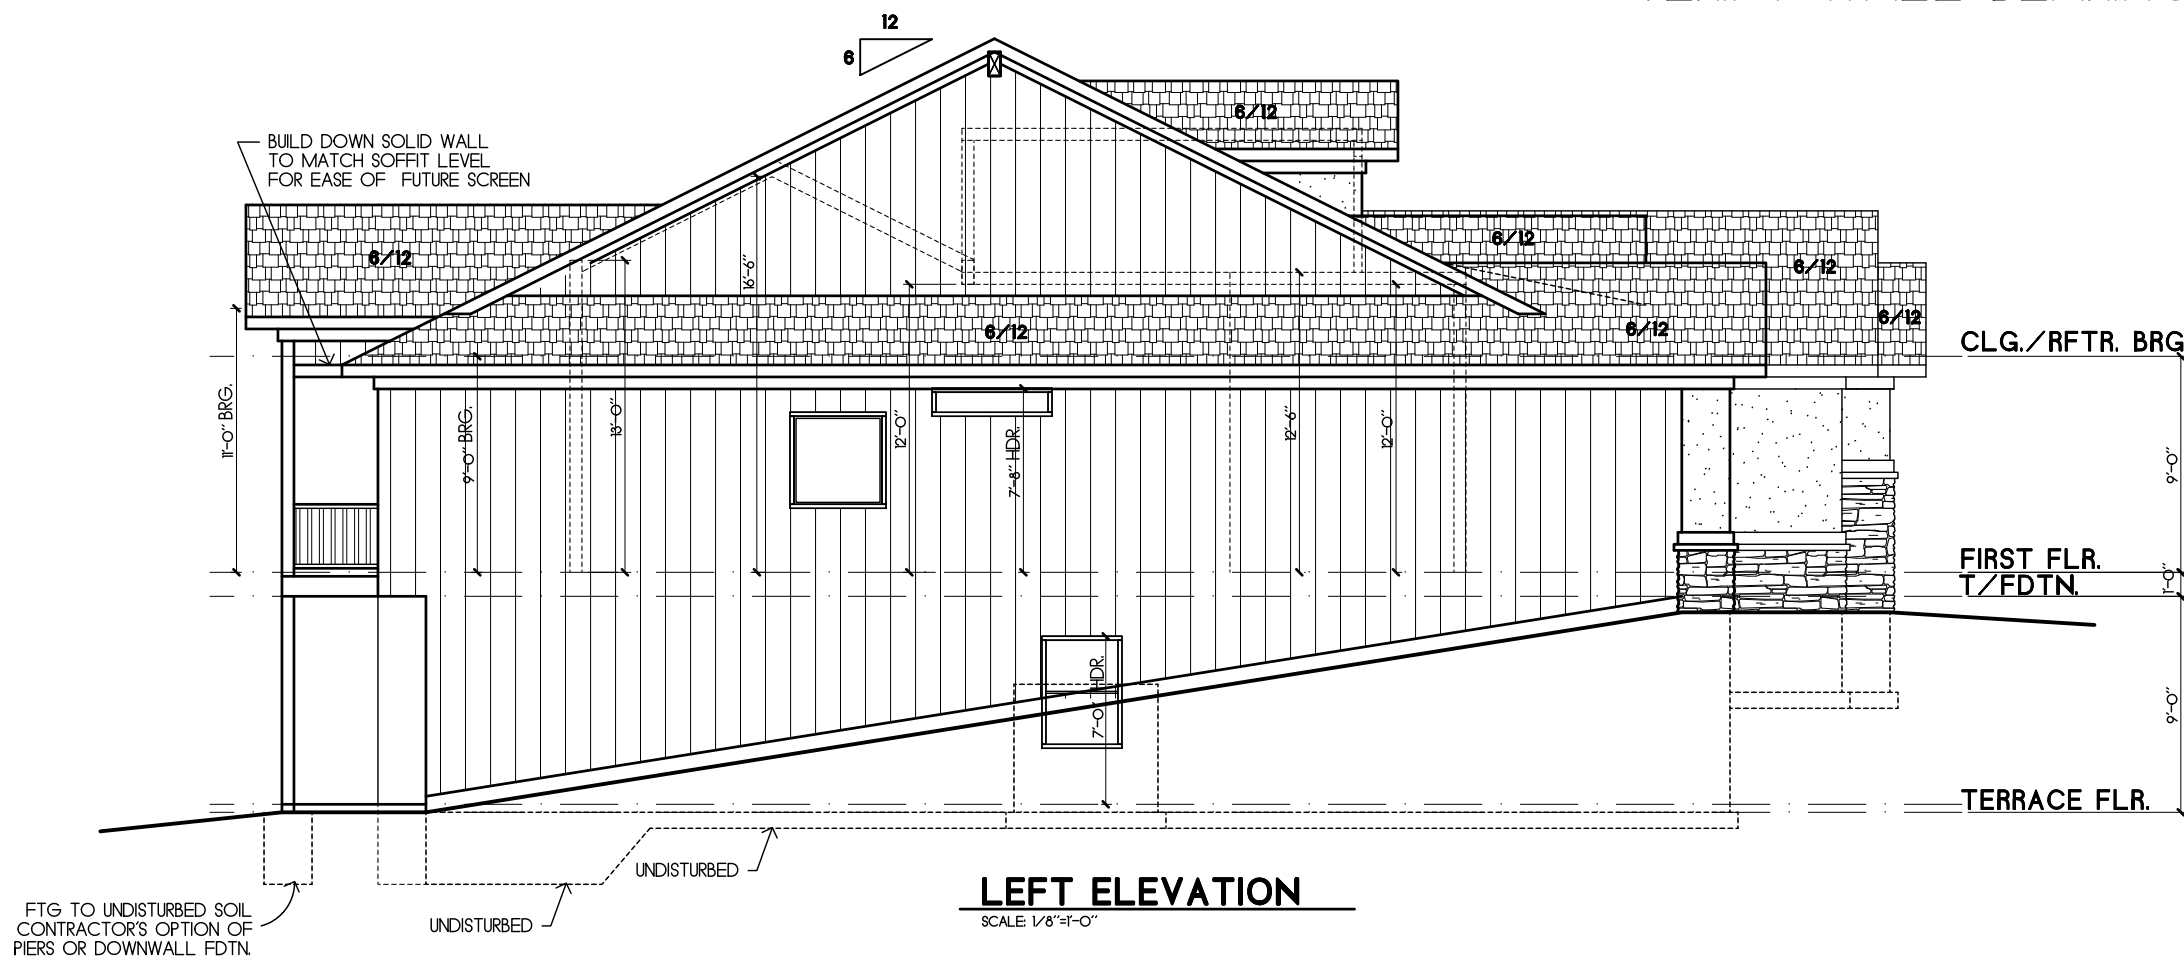 12
6
6/12
BUILD DOWN SOLID WALL
TO MATCH SOFFIT LEVEL
FOR EASE OF FUTURE SCREEN
6/12
6/12
6/12
6/12
6/12
6/12
CLG./RFTR. BRG
11'-0" BRG.
9'-0" BRG.
13'-0"
16'-6"
12'-0"
7'-8" HDR.
12'-6"
12'-0"
9'-0"
FIRST FLR.
T/FDTN.
1'-0"
7'-0" HDR.
9'-0"
TERRACE FLR.
UNDISTURBED
UNDISTURBED
FTG TO UNDISTURBED SOIL
CONTRACTOR'S OPTION OF
PIERS OR DOWNWALL FDTN.
LEFT ELEVATION
SCALE: 1/8"=1'-0"